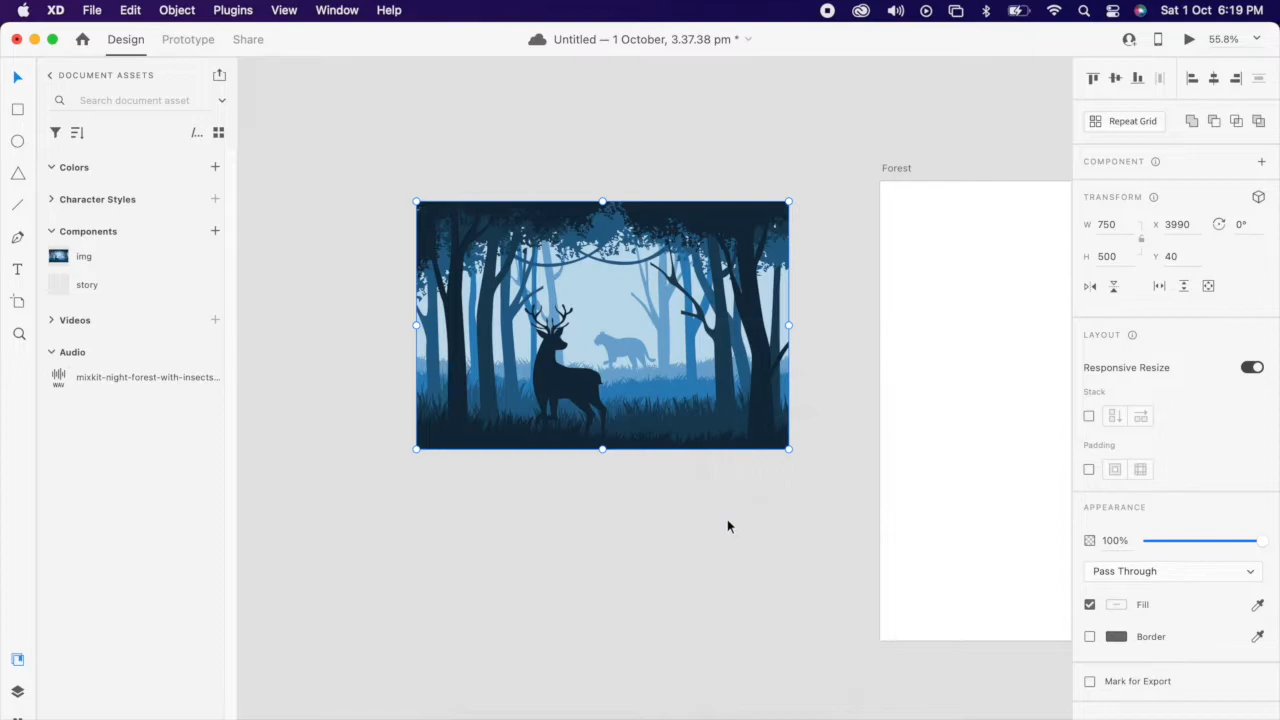 XD File Edit Object Plugins View Window Help Sat 1 Oct 6:19 PM
Design Prototype Share Untitled — 1 October, 3.37.38 pm * 55.8%
DOCUMENT ASSETS
Search document asset
/...
Colors
Character Styles
Components
img
story
Videos
Audio
WAV mixkit-night-forest-with-insects...
Forest
Repeat Grid
COMPONENT
TRANSFORM
W 750 X 3990 0°
H 500 Y 40
LAYOUT
Responsive Resize
Stack
Padding
APPEARANCE
100%
Pass Through
Fill
Border
Mark for Export